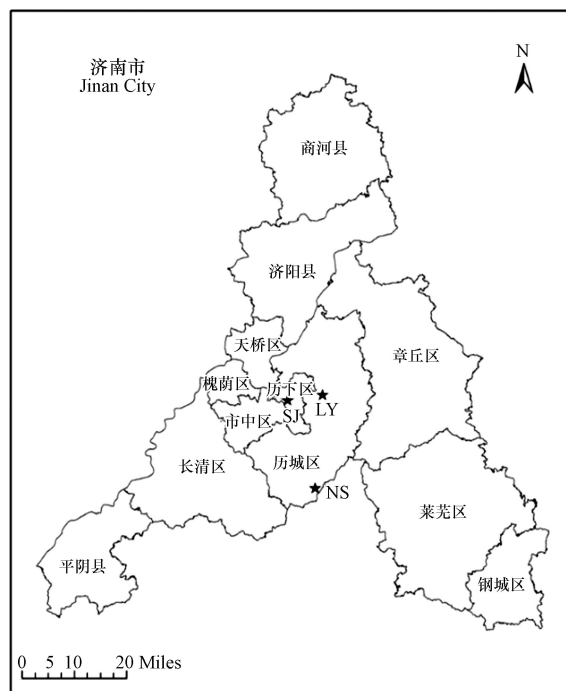 济南市
Jinan City
N
商河县
济阳县
天桥区
章丘区
槐荫区
历下区
LY
SJ
市中区
历城区
长清区
NS
莱芜区
平阴县
钢城区
0 5 10 20 Miles